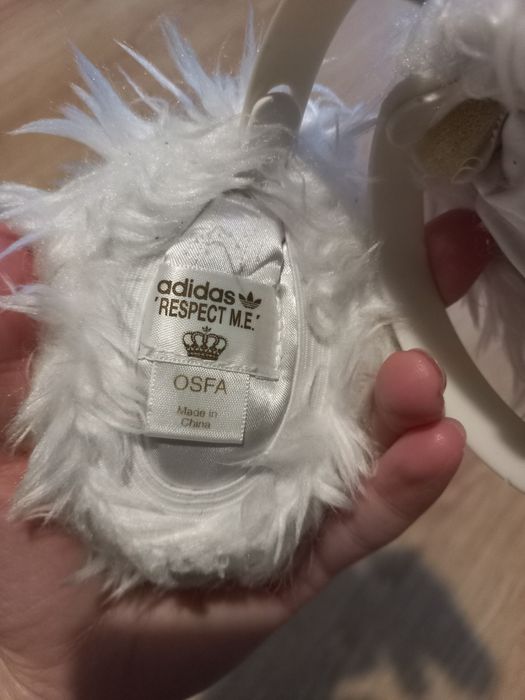 adidas
'RESPECT M.E.'
OSFA
Made in
China